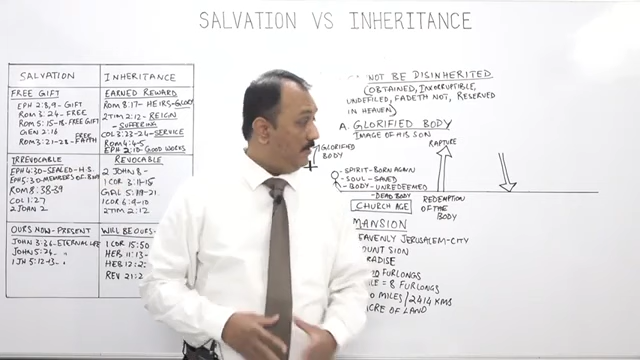 SALVATION VS INHERITANCE
SALVATION
FREE GIFT
EPH 2:8,9 - GIFT
ROM 3:24 - FREE
ROM 5:15-18 - FREE GIFT
GEN 2:16
ROM 3:21-28 - FREE FAITH
IRREVOCABLE
EPH 4:30 - SEALED - H.S.
EPH 5:30 - MEMBERS OF
ROM 8:38-39
COL 1:27
2 JOHN 2
OURS NOW - PRESENT
JOHN 3:36 - ETERNAL LIFE
JOHN 5:24 - "
1 JH 5:12-13 - "
INHERITANCE
EARNED REWARD
ROM 8:17 - HEIRS - GLORY
2 TIM 2:12 - REIGN
- SUFFERING
COL 3:23-24 - SERVICE
ROM 4:4-5
EPH 2:10 - GOOD WORKS
REVOCABLE
2 JOHN 8 -
1 COR 3:11-15
GAL 5:19-21
1 COR 6:9-10
2 TIM 2:12
WILL BE OURS
1 COR 15:50
HEB 11:13-
HEB 12:2
REV 21:2
NOT BE DISINHERITED
(OBTAINED, INCORRUPTIBLE,
UNDEFILED, FADETH NOT, RESERVED
IN HEAVEN)
A. GLORIFIED BODY
IMAGE OF HIS SON
GLORIFIED
BODY
RAPTURE
- SPIRIT - BORN AGAIN
- SOUL - SAVED
- BODY - UNREDEEMED
- DEAD BODY
CHURCH AGE
REDEMPTION
OF THE
BODY
MANSION
HEAVENLY JERUSALEM - CITY
MOUNT SION
PARADISE
FURLONGS
= 8 FURLONGS
MILES / 2414 KMS
ACRE OF LAND